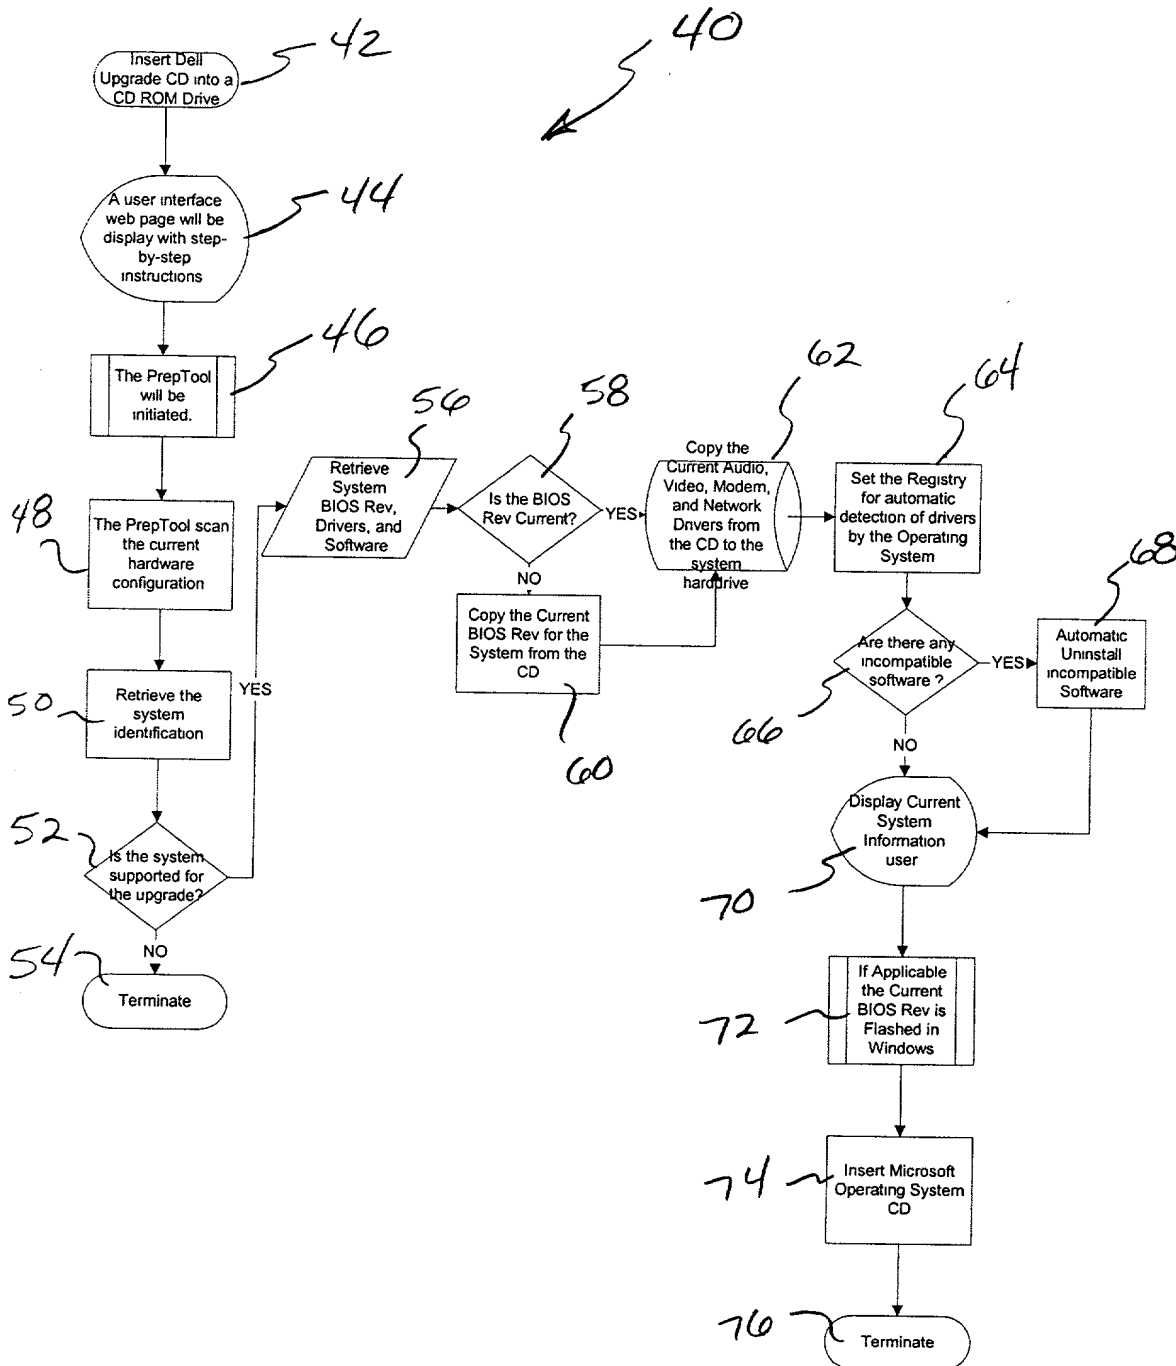 40
42
Insert Dell
Upgrade CD into a
CD ROM Drive
44
A user interface
web page will be
display with step-
by-step
instructions
46
The PrepTool
will be
initiated.
48
The PrepTool scan
the current
hardware
configuration
50
Retrieve the
system
identification
52
Is the system
supported for
the upgrade?
YES
NO
54
Terminate
56
Retrieve
System
BIOS Rev,
Drivers, and
Software
58
Is the BIOS
Rev Current?
YES
NO
60
Copy the Current
BIOS Rev for the
System from the
CD
62
Copy the
Current Audio,
Video, Modem,
and Network
Drivers from
the CD to the
system
harddrive
64
Set the Registry
for automatic
detection of drivers
by the Operating
System
66
Are there any
incompatible
software ?
YES
NO
68
Automatic
Uninstall
incompatible
Software
70
Display Current
System
Information
user
72
If Applicable
the Current
BIOS Rev is
Flashed in
Windows
74
Insert Microsoft
Operating System
CD
76
Terminate